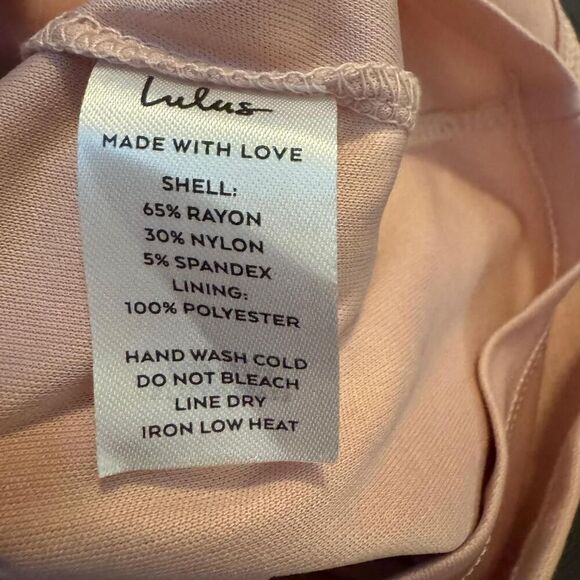 Lulus
MADE WITH LOVE
SHELL:
65% RAYON
30% NYLON
5% SPANDEX
LINING:
100% POLYESTER
HAND WASH COLD
DO NOT BLEACH
LINE DRY
IRON LOW HEAT